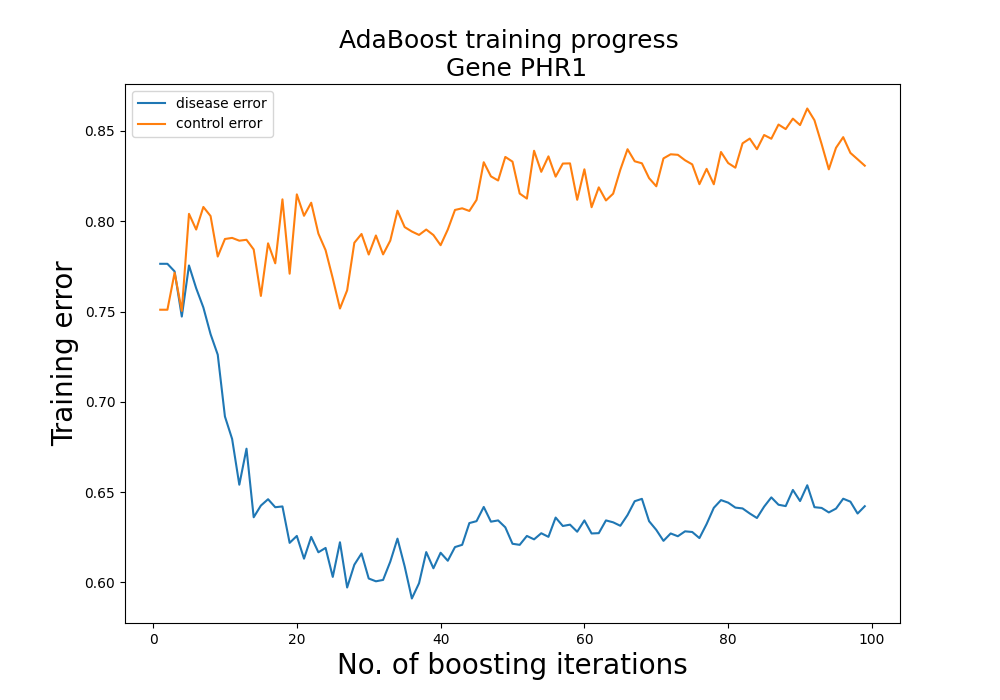 AdaBoost training progress
Gene PHR1
disease error
control error
Training error
0.85
0.80
0.75
0.70
0.65
0.60
0
20
40
60
80
100
No. of boosting iterations